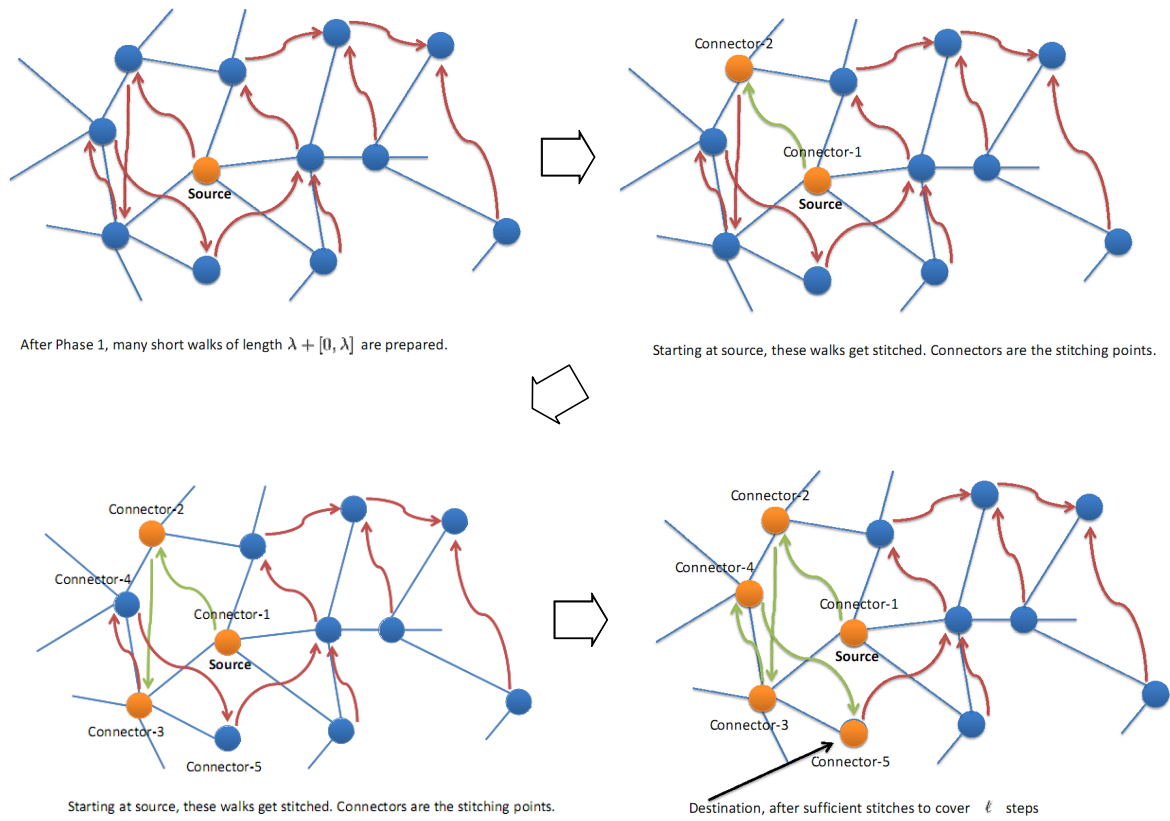 Source
After Phase 1, many short walks of length λ + [0, λ] are prepared.
Connector-2
Connector-1
Source
Starting at source, these walks get stitched. Connectors are the stitching points.
Connector-2
Connector-4
Connector-1
Source
Connector-3
Connector-5
Starting at source, these walks get stitched. Connectors are the stitching points.
Connector-2
Connector-4
Connector-1
Source
Connector-3
Connector-5
Destination, after sufficient stitches to cover ℓ steps